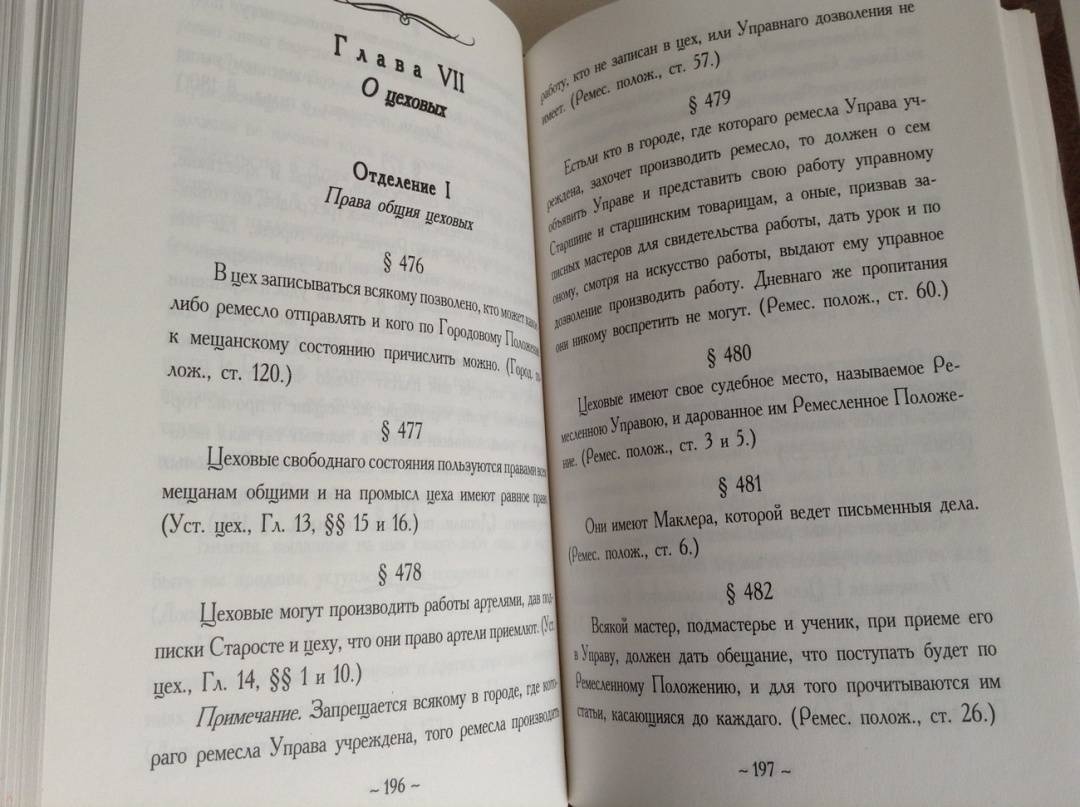 Глава VII
О цеховых
Отделение I
Права общия цеховых
§ 476
В цех записываться всякому позволено, кто может какое
либо ремесло отправлять и кого по Городовому Положению
к мещанскому состоянию причислить можно. (Город. по-
лож., ст. 120.)
§ 477
Цеховые свободнаго состояния пользуются правами всем
мещанам общими и на промысл цеха имеют равное право.
(Уст. цех., Гл. 13, §§ 15 и 16.)
§ 478
Цеховые могут производить работы артелями, дав под-
писки Старосте и цеху, что они право артели приемлют. (Уст.
цех., Гл. 14, §§ 1 и 10.)
Примечание. Запрещается всякому в городе, где кото-
раго ремесла Управа учреждена, того ремесла производить
~ 196 ~
работу, кто не записан в цех, или Управнаго дозволения не
имеет. (Ремес. полож., ст. 57.)
§ 479
Естьли кто в городе, где котораго ремесла Управа уч-
реждена, захочет производить ремесло, то должен о сем
объявить Управе и представить свою работу управному
Старшине и старшинским товарищам, а оные, призвав за-
писных мастеров для свидетельства работы, дать урок и по
оному, смотря на искусство работы, выдают ему управное
дозволение производить работу. Дневнаго же пропитания
они никому воспретить не могут. (Ремес. полож., ст. 60.)
§ 480
Цеховые имеют свое судебное место, называемое Ре-
месленною Управою, и дарованное им Ремесленное Положе-
ние. (Ремес. полож., ст. 3 и 5.)
§ 481
Они имеют Маклера, которой ведет письменныя дела.
(Ремес. полож., ст. 6.)
§ 482
Всякой мастер, подмастерье и ученик, при приеме его
в Управу, должен дать обещание, что поступать будет по
Ремесленному Положению, и для того прочитываются им
статьи, касающияся до каждаго. (Ремес. полож., ст. 26.)
~ 197 ~